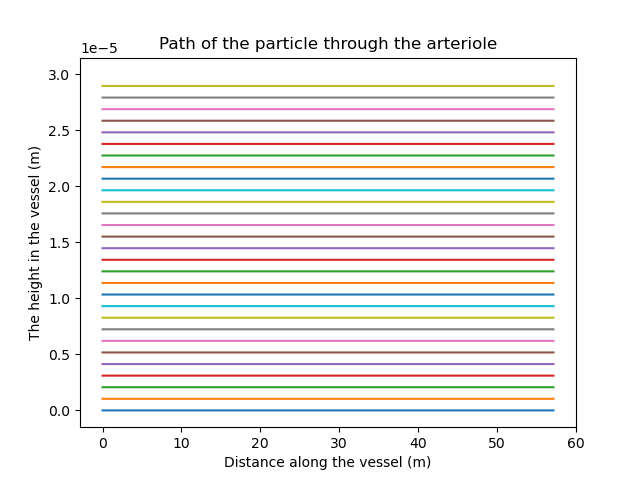 Path of the particle through the arteriole
1e−5
3.0
2.5
2.0
1.5
1.0
0.5
0.0
The height in the vessel (m)
0 10 20 30 40 50 60
Distance along the vessel (m)